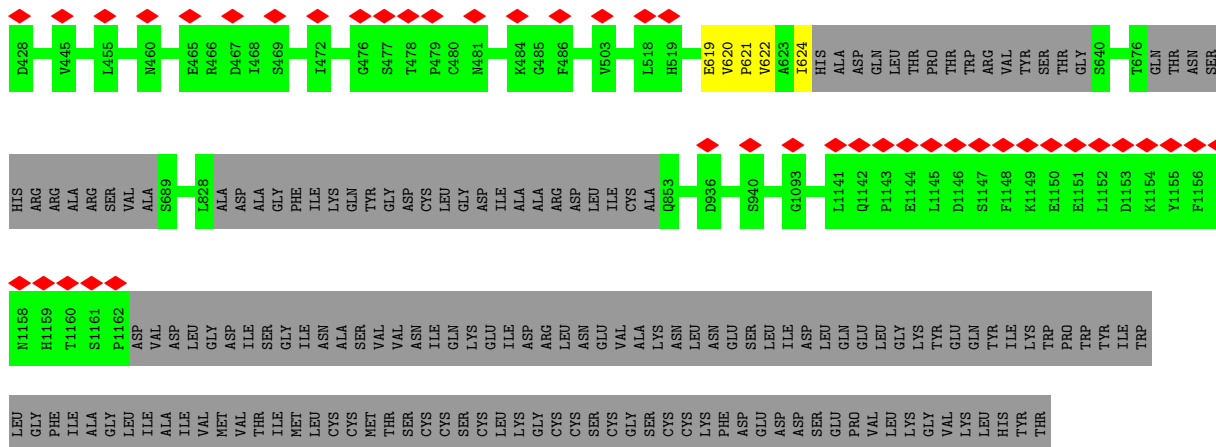 D428 V445 L455 N460 E465 R466 D467 I468 S469 I472 G476 S477 T478 P479 C480 N481 K484 G485 F486 V503 L518 H519 E619 V620 P621 V622 A623 I624 HIS ALA ASP GLN LEU THR PRO THR TRP ARG VAL TYR SER THR GLY S640 T676 GLN THR ASN SER
HIS ARG ARG ALA ARG SER VAL ALA S689 L828 ALA ASP ALA GLY PHE ILE LYS GLN TYR GLY ASP CYS LEU GLY ASP ILE ALA ALA ARG ASP LEU ILE CYS ALA Q853 D936 S940 G1093 L1141 Q1142 P1143 E1144 L1145 D1146 S1147 F1148 K1149 E1150 E1151 L1152 D1153 K1154 Y1155 F1156
N1158 H1159 T1160 S1161 P1162 ASP VAL ASP LEU GLY ASP ILE SER GLY ILE ASN ALA SER VAL VAL ASN ILE GLN LYS GLU ILE ASP ARG LEU ASN GLU VAL ALA LYS ASN LEU ASN GLU SER LEU ILE ASP LEU GLN GLU LEU GLY LYS TYR GLU GLN TYR ILE LYS TRP PRO TRP TYR ILE TRP
LEU GLY PHE ILE ALA GLY LEU ILE ALA ILE VAL MET VAL THR ILE MET LEU CYS CYS MET THR SER CYS CYS SER CYS LEU LYS GLY CYS CYS SER CYS GLY SER CYS CYS LYS PHE ASP GLU ASP ASP SER GLU PRO VAL LEU LYS GLY VAL LYS LEU HIS TYR THR